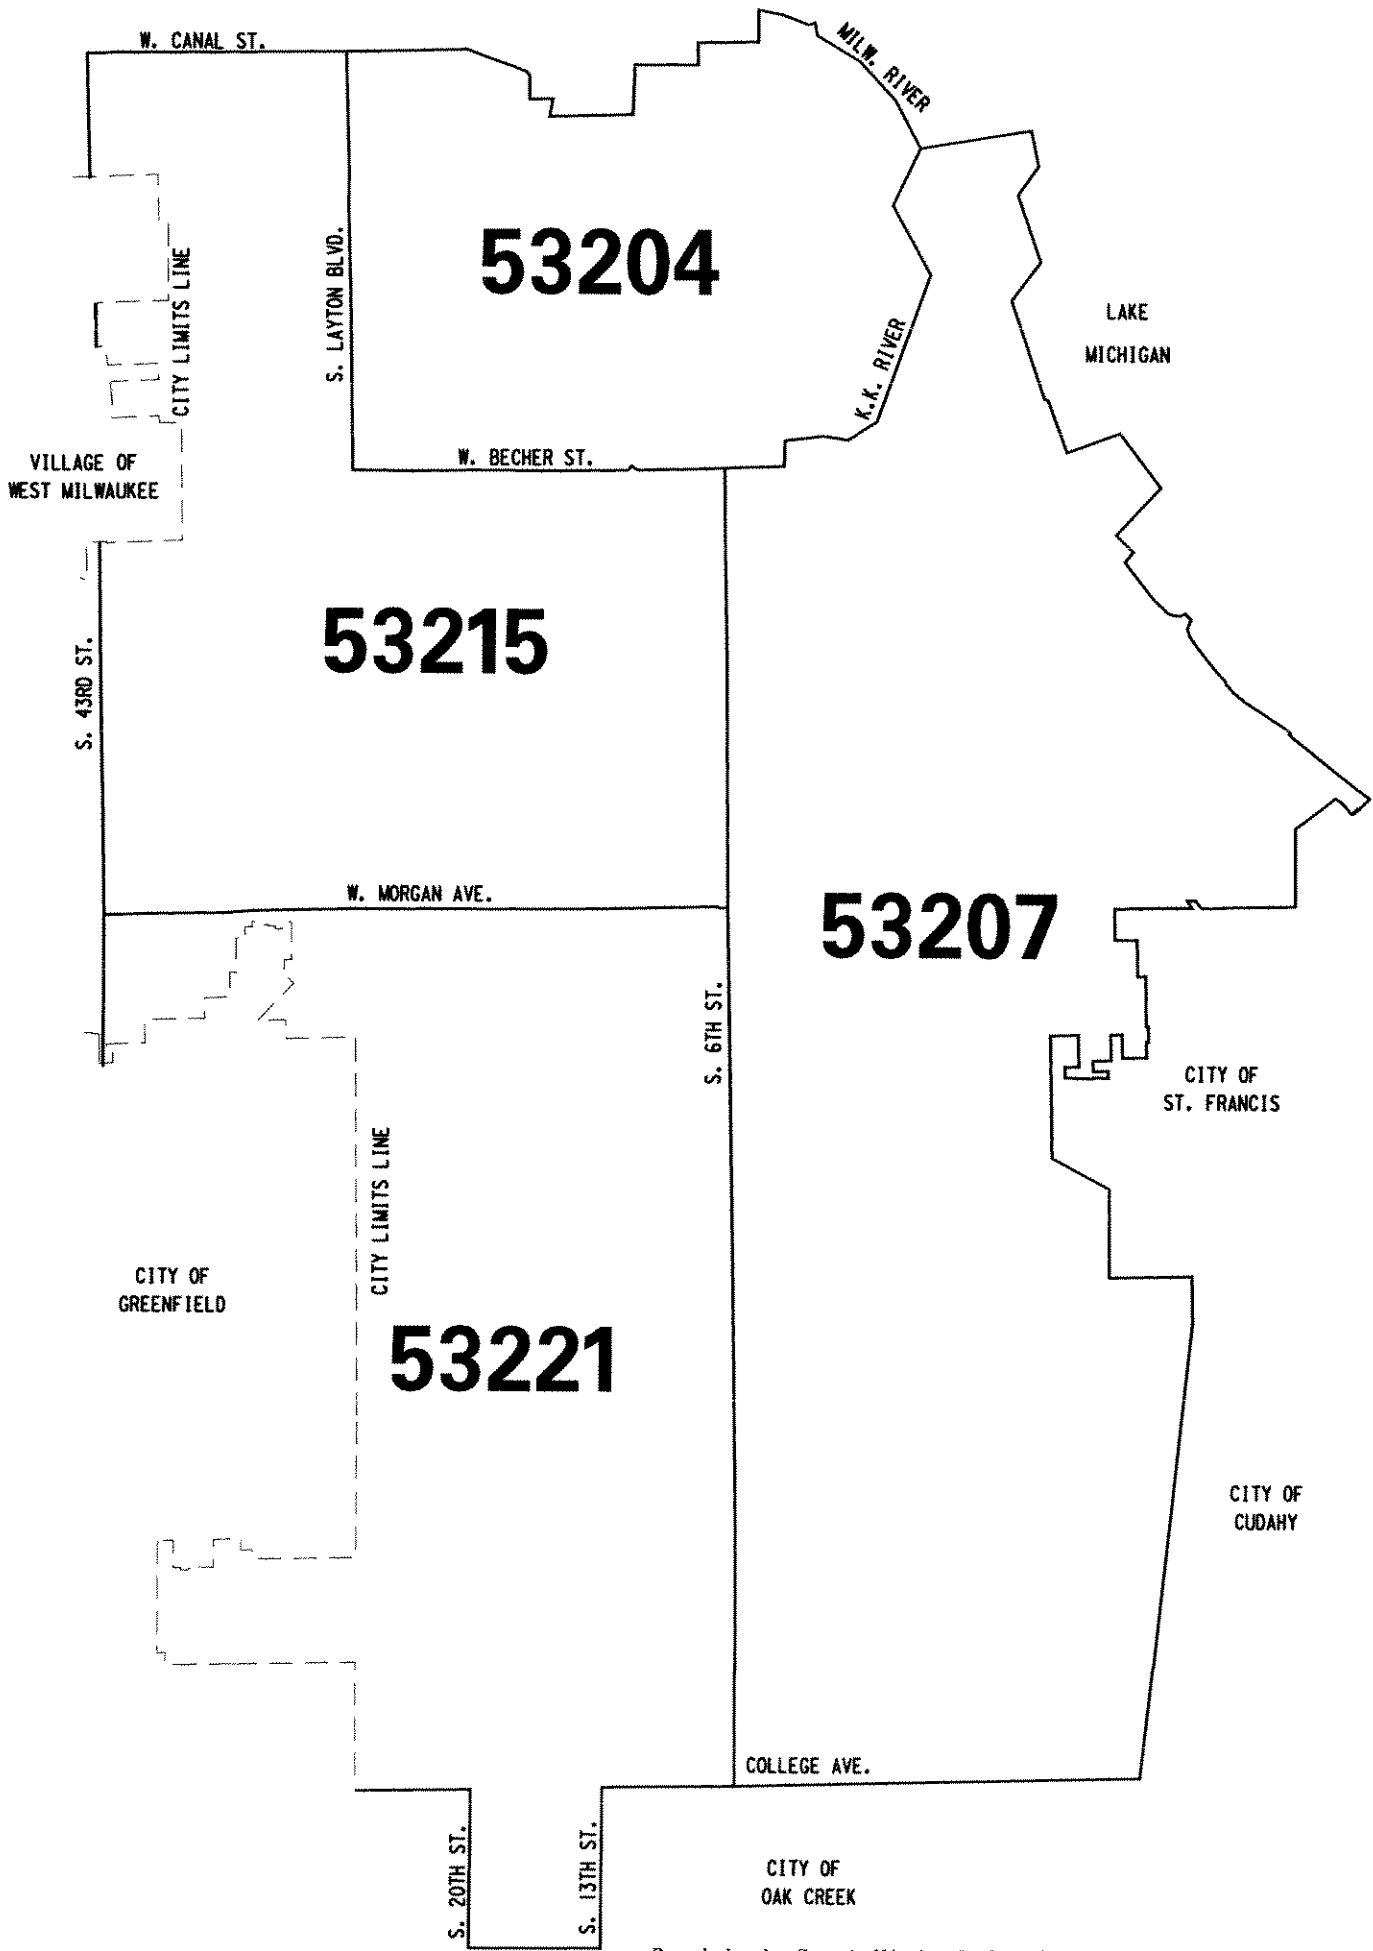 W. CANAL ST.
MILW. RIVER
S. LAYTON BLVD.
53204
CITY LIMITS LINE
LAKE
MICHIGAN
K.K. RIVER
W. BECHER ST.
VILLAGE OF
WEST MILWAUKEE
53215
S. 43RD ST.
W. MORGAN AVE.
53207
S. 6TH ST.
CITY OF
ST. FRANCIS
CITY LIMITS LINE
CITY OF
GREENFIELD
53221
CITY OF
CUDAHY
COLLEGE AVE.
S. 20TH ST.
S. 13TH ST.
CITY OF
OAK CREEK